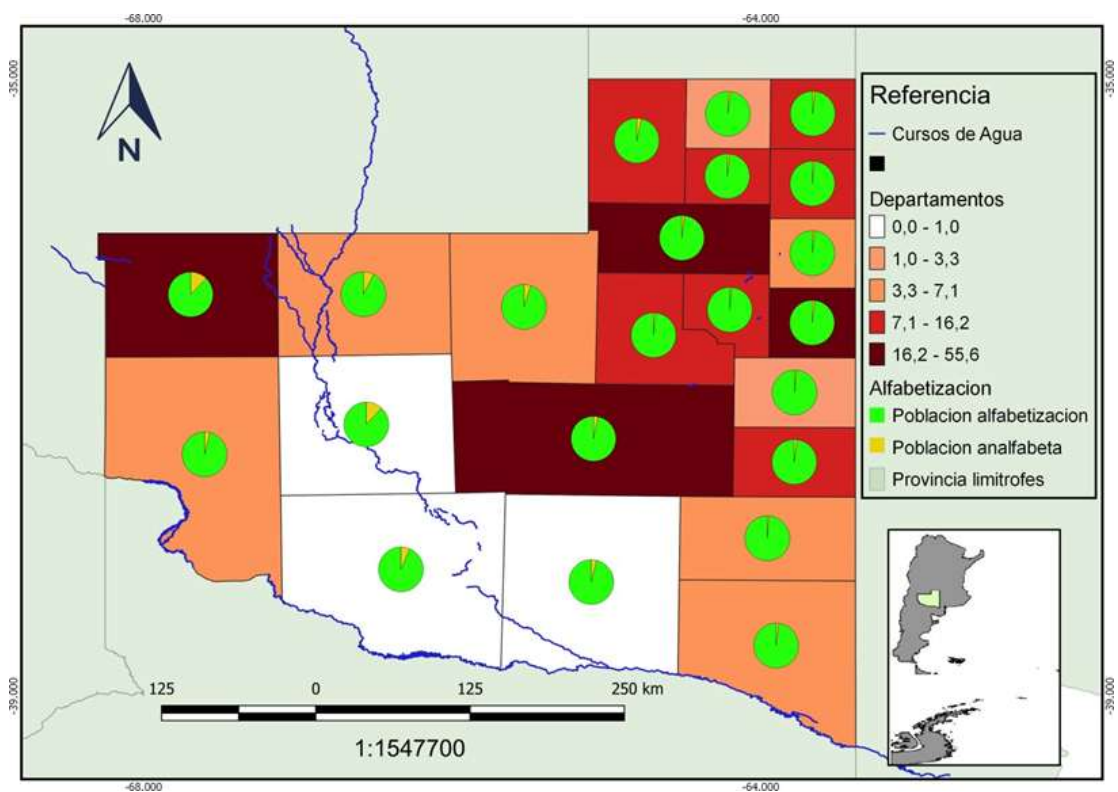 -68.000
-64.000
-35.000
-35.000
N
Referencia
Cursos de Agua
Departamentos
0,0 - 1,0
1,0 - 3,3
3,3 - 7,1
7,1 - 16,2
16,2 - 55,6
Alfabetizacion
Poblacion alfabetizacion
Poblacion analfabeta
Provincia limitrofes
125 0 125 250 km
1:1547700
-39.000
-39.000
-68.000
-64.000